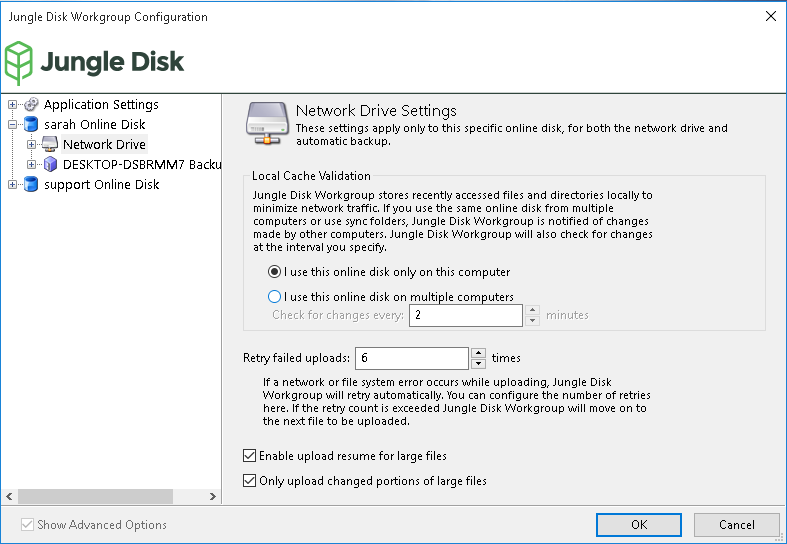 Jungle Disk Workgroup Configuration
Jungle Disk
Application Settings
sarah Online Disk
Network Drive
DESKTOP-DSBRMM7 Backu
support Online Disk
Network Drive Settings
These settings apply only to this specific online disk, for both the network drive and
automatic backup.
Local Cache Validation
Jungle Disk Workgroup stores recently accessed files and directories locally to
minimize network traffic. If you use the same online disk from multiple
computers or use sync folders, Jungle Disk Workgroup is notified of changes
made by other computers. Jungle Disk Workgroup will also check for changes
at the interval you specify.
I use this online disk only on this computer
I use this online disk on multiple computers
Check for changes every: 2 minutes
Retry failed uploads: 6 times
If a network or file system error occurs while uploading, Jungle Disk
Workgroup will retry automatically. You can configure the number of retries
here. If the retry count is exceeded Jungle Disk Workgroup will move on to
the next file to be uploaded.
Enable upload resume for large files
Only upload changed portions of large files
Show Advanced Options
OK
Cancel